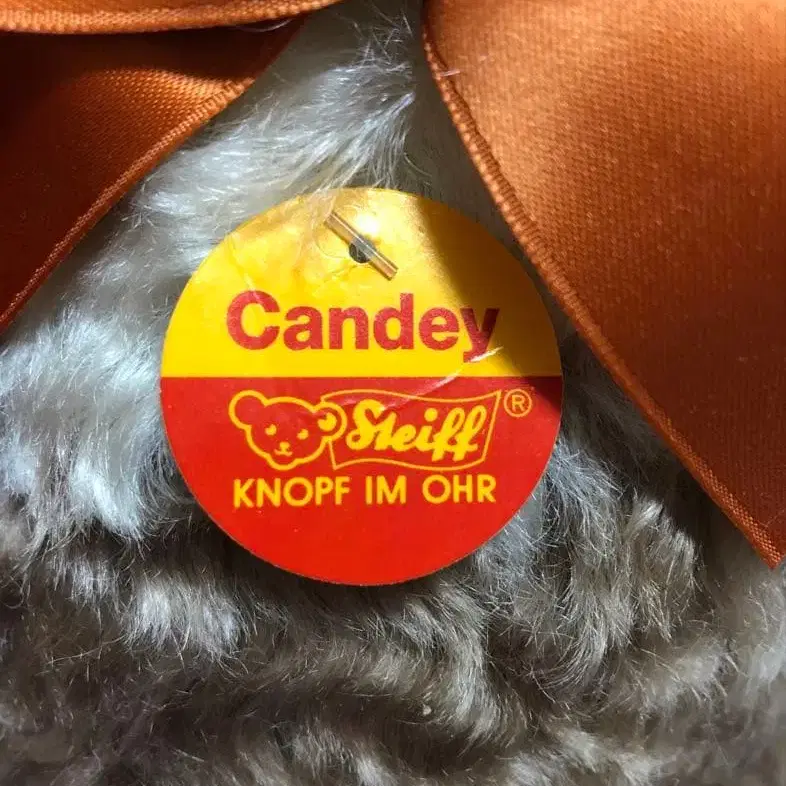 Candey
Steiff ®
KNOPF IM OHR